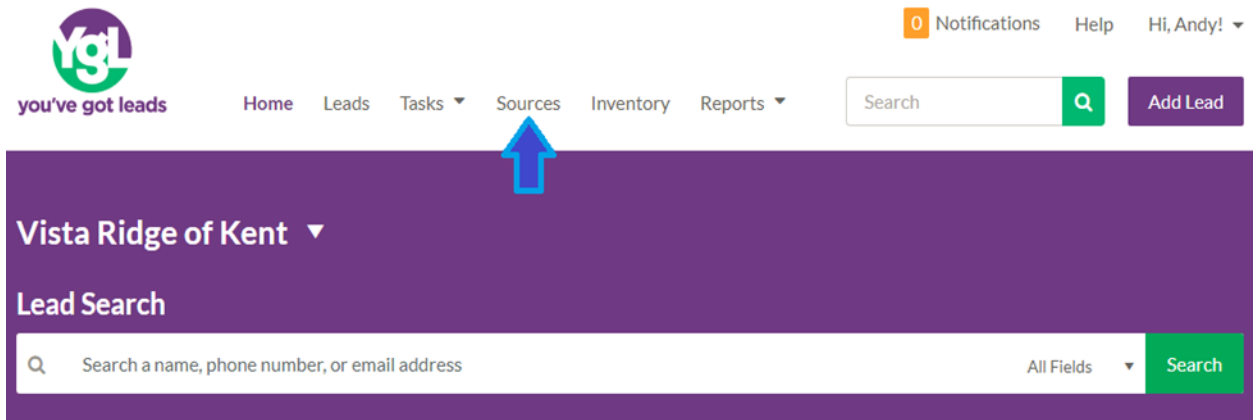 YGL
you've got leads
0 Notifications Help Hi, Andy!
Home Leads Tasks Sources Inventory Reports Search Add Lead
Vista Ridge of Kent
Lead Search
Search a name, phone number, or email address All Fields Search